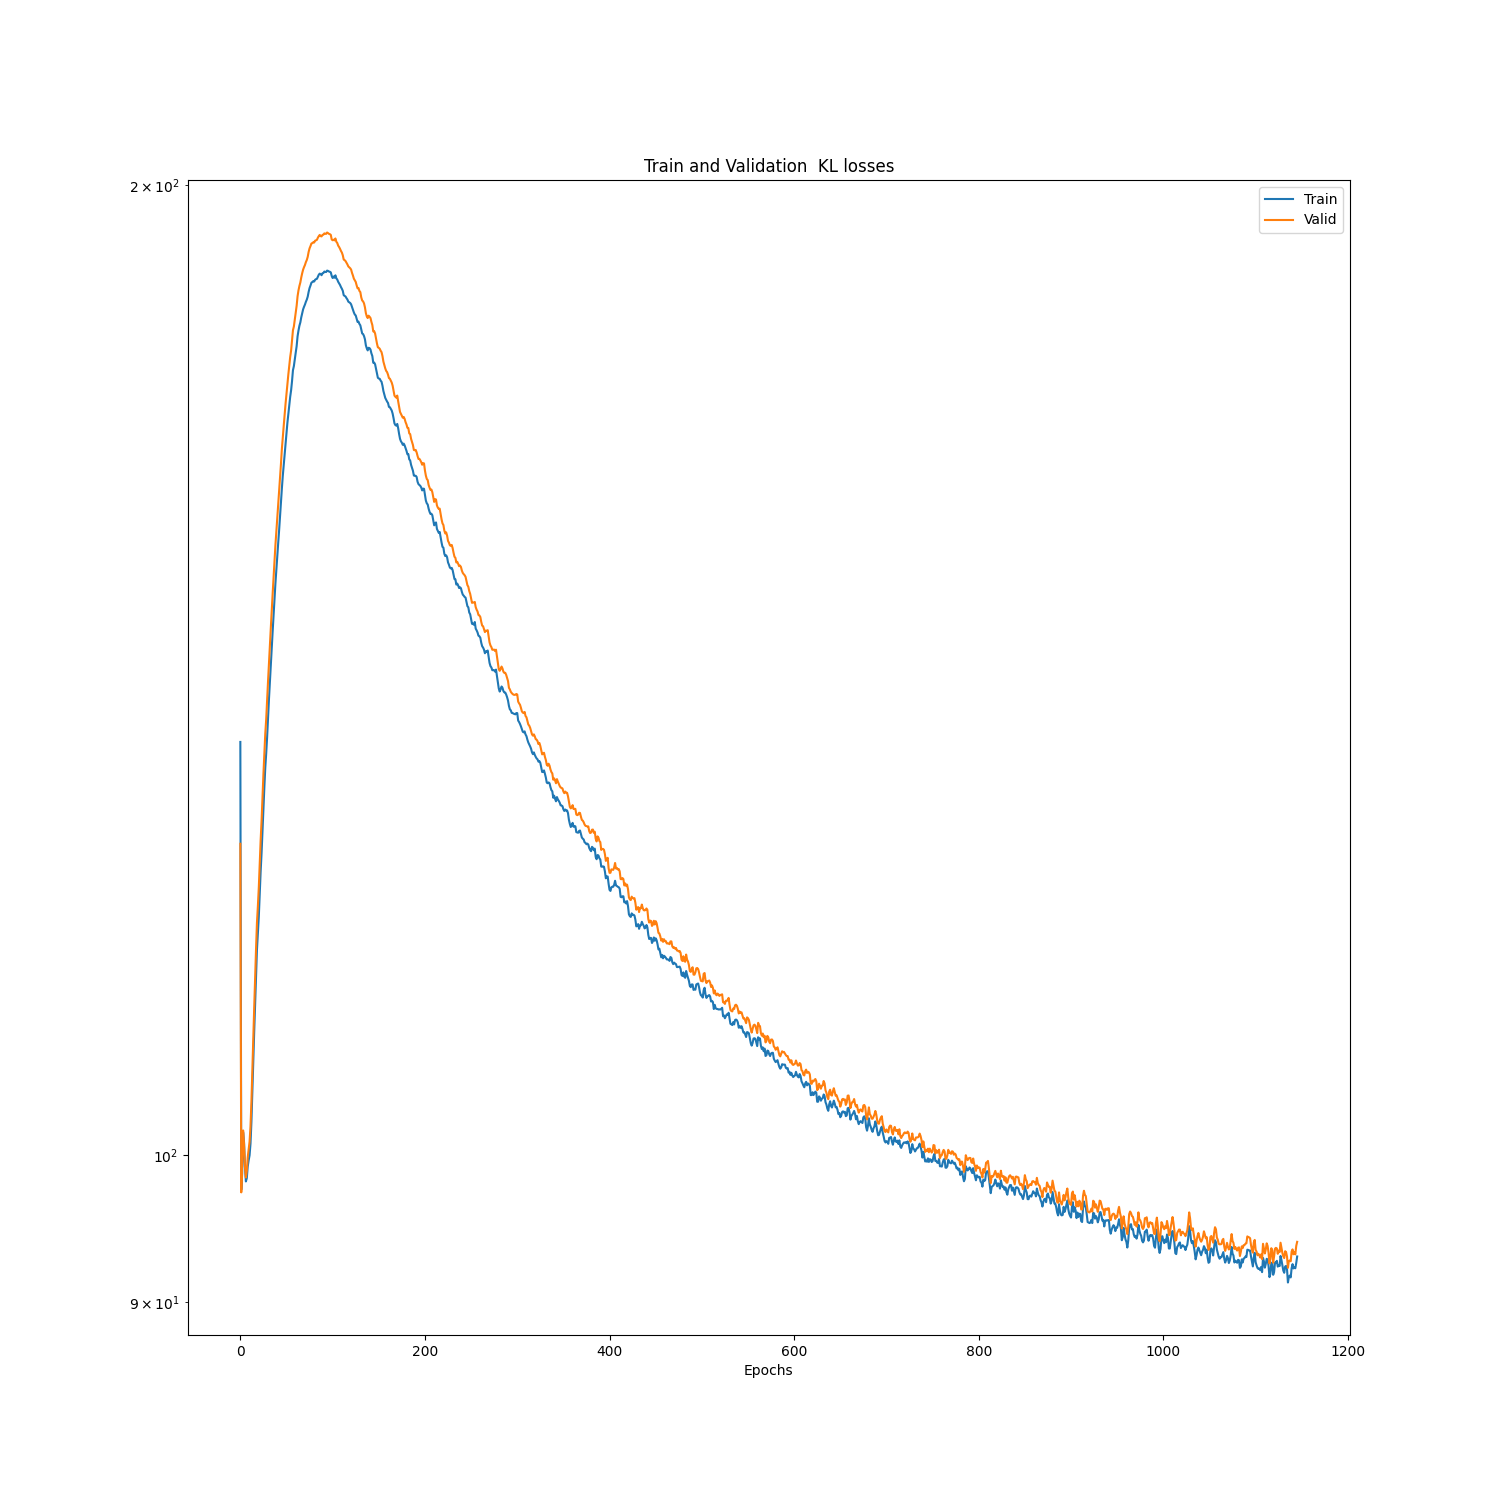 Train and Validation  KL losses
2 × 10²
Train
Valid
10²
9 × 10¹
0 200 400 600 800 1000 1200
Epochs